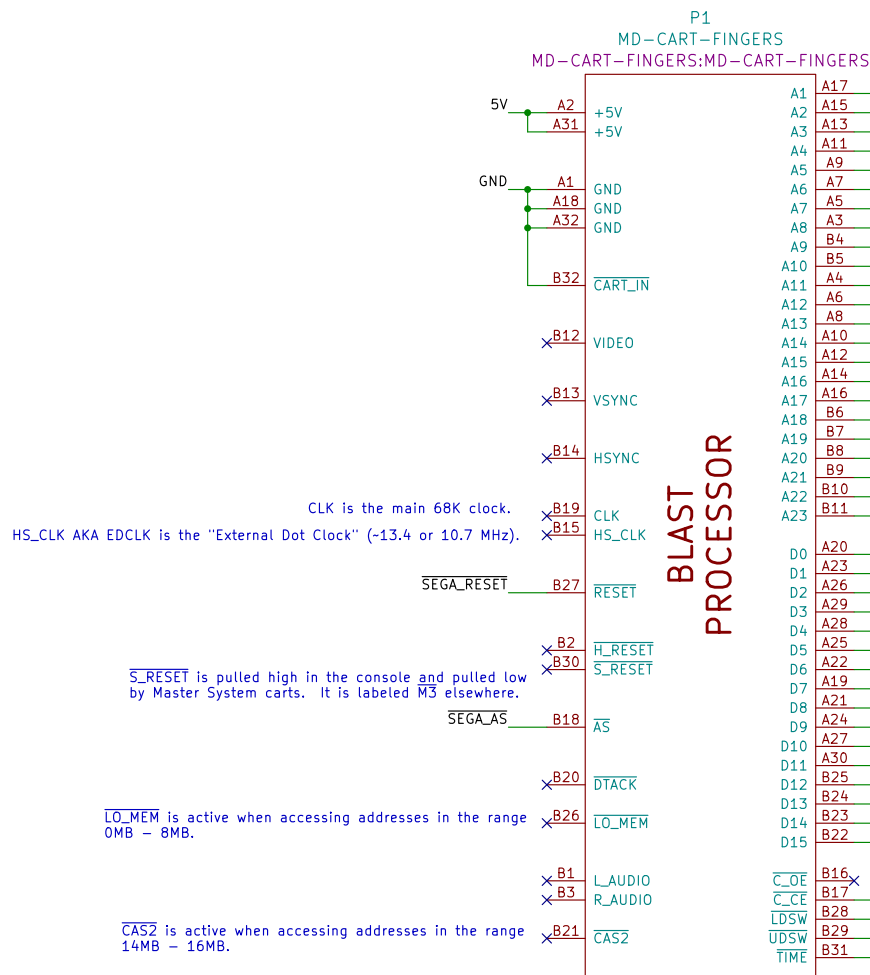 P1
MD-CART-FINGERS
MD-CART-FINGERS:MD-CART-FINGERS
5V A2 +5V
A31 +5V
GND A1 GND
A18 GND
A32 GND
B32 CART_IN
B12 VIDEO
B13 VSYNC
B14 HSYNC
CLK is the main 68K clock.
B19 CLK
HS_CLK AKA EDCLK is the "External Dot Clock" (~13.4 or 10.7 MHz).
B15 HS_CLK
SEGA_RESET B27 RESET
B2 H_RESET
B30 S_RESET
S_RESET is pulled high in the console and pulled low
by Master System carts. It is labeled M3 elsewhere.
SEGA_AS B18 AS
B20 DTACK
LO_MEM is active when accessing addresses in the range
0MB - 8MB.
B26 LO_MEM
B1 L_AUDIO
B3 R_AUDIO
CAS2 is active when accessing addresses in the range
14MB - 16MB.
B21 CAS2
BLAST
PROCESSOR
A1 A17
A2 A15
A3 A13
A4 A11
A5 A9
A6 A7
A7 A5
A8 A3
A9 B4
A10 B5
A11 A4
A12 A6
A13 A8
A14 A10
A15 A12
A16 A14
A17 A16
A18 B6
A19 B7
A20 B8
A21 B9
A22 B10
A23 B11
D0 A20
D1 A23
D2 A26
D3 A29
D4 A28
D5 A25
D6 A22
D7 A19
D8 A21
D9 A24
D10 A27
D11 A30
D12 B25
D13 B24
D14 B23
D15 B22
C_OE B16
C_CE B17
LDSW B28
UDSW B29
TIME B31